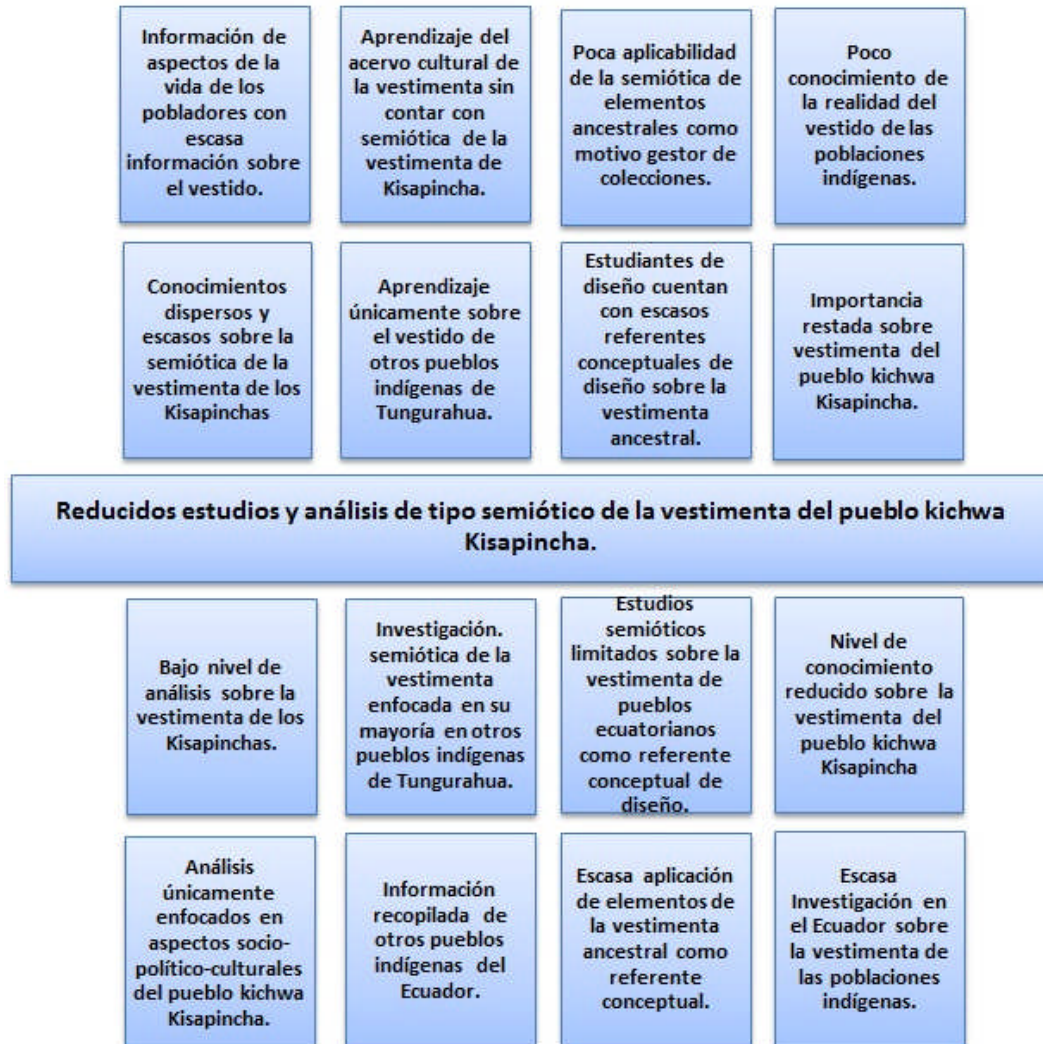 Información de
aspectos de la
vida de los
pobladores con
escasa
información sobre
el vestido.
Aprendizaje del
acervo cultural de
la vestimenta sin
contar con
semiótica de la
vestimenta de
Kisapincha.
Poca aplicabilidad
de la semiótica de
elementos
ancestrales como
motivo gestor de
colecciones.
Poco
conocimiento de
la realidad del
vestido de las
poblaciones
indígenas.
Conocimientos
dispersos y
escasos sobre la
semiótica de la
vestimenta de los
Kisapinchas
Aprendizaje
únicamente sobre
el vestido de
otros pueblos
indígenas de
Tungurahua.
Estudiantes de
diseño cuentan
con escasos
referentes
conceptuales de
diseño sobre la
vestimenta
ancestral.
Importancia
restada sobre
vestimenta del
pueblo kichwa
Kisapincha.
Reducidos estudios y análisis de tipo semiótico de la vestimenta del pueblo kichwa
Kisapincha.
Bajo nivel de
análisis sobre la
vestimenta de los
Kisapinchas.
Investigación.
semiótica de la
vestimenta
enfocada en su
mayoría en otros
pueblos indígenas
de Tungurahua.
Estudios
semióticos
limitados sobre la
vestimenta de
pueblos
ecuatorianos
como referente
conceptual de
diseño.
Nivel de
conocimiento
reducido sobre la
vestimenta del
pueblo kichwa
Kisapincha
Análisis
únicamente
enfocados en
aspectos socio-
político-culturales
del pueblo kichwa
Kisapincha.
Información
recopilada de
otros pueblos
indígenas del
Ecuador.
Escasa aplicación
de elementos de
la vestimenta
ancestral como
referente
conceptual.
Escasa
Investigación en
el Ecuador sobre
la vestimenta de
las poblaciones
indígenas.